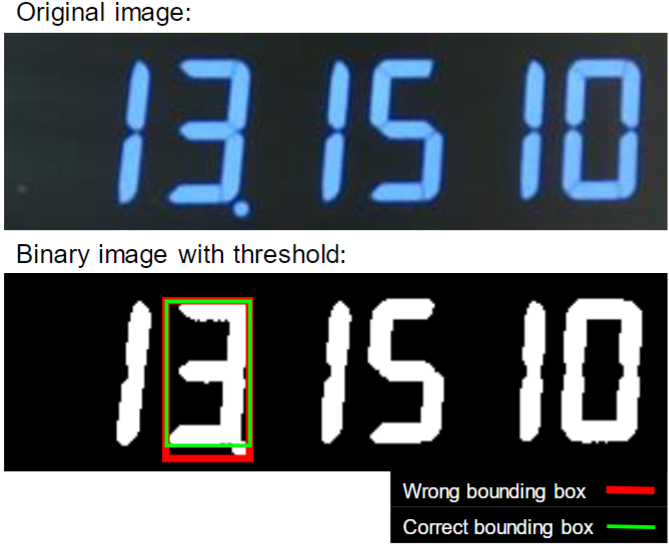 Original image:
13. 15 10
Binary image with threshold:
13 15 10
Wrong bounding box
Correct bounding box